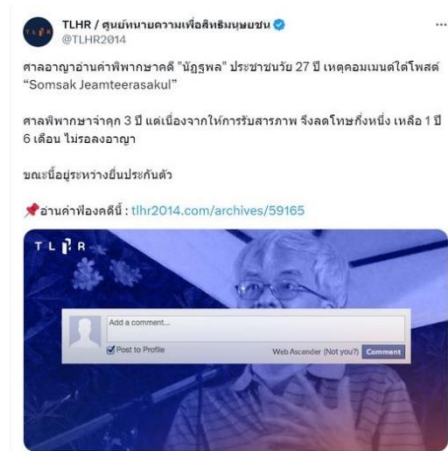 TLHR / ศูนย์ทนายความเพื่อสิทธิมนุษยชน
@TLHR2014
ศาลอาญาอ่านคำพิพากษาคดี "นัฏฐพล" ประชาชนวัย 27 ปี เหตุคอมเมนต์ใต้โพสต์
“Somsak Jeamteerasakul”
ศาลพิพากษาจำคุก 3 ปี แต่เนื่องจากให้การรับสารภาพ จึงลดโทษกึ่งหนึ่ง เหลือ 1 ปี
6 เดือน ไม่รอลงอาญา
ขณะนี้อยู่ระหว่างยื่นประกันตัว
📌อ่านคำฟ้องคดีนี้ : tlhr2014.com/archives/59165
TLHR
Add a comment...
Post to Profile
Web Ascender (Not you?) Comment